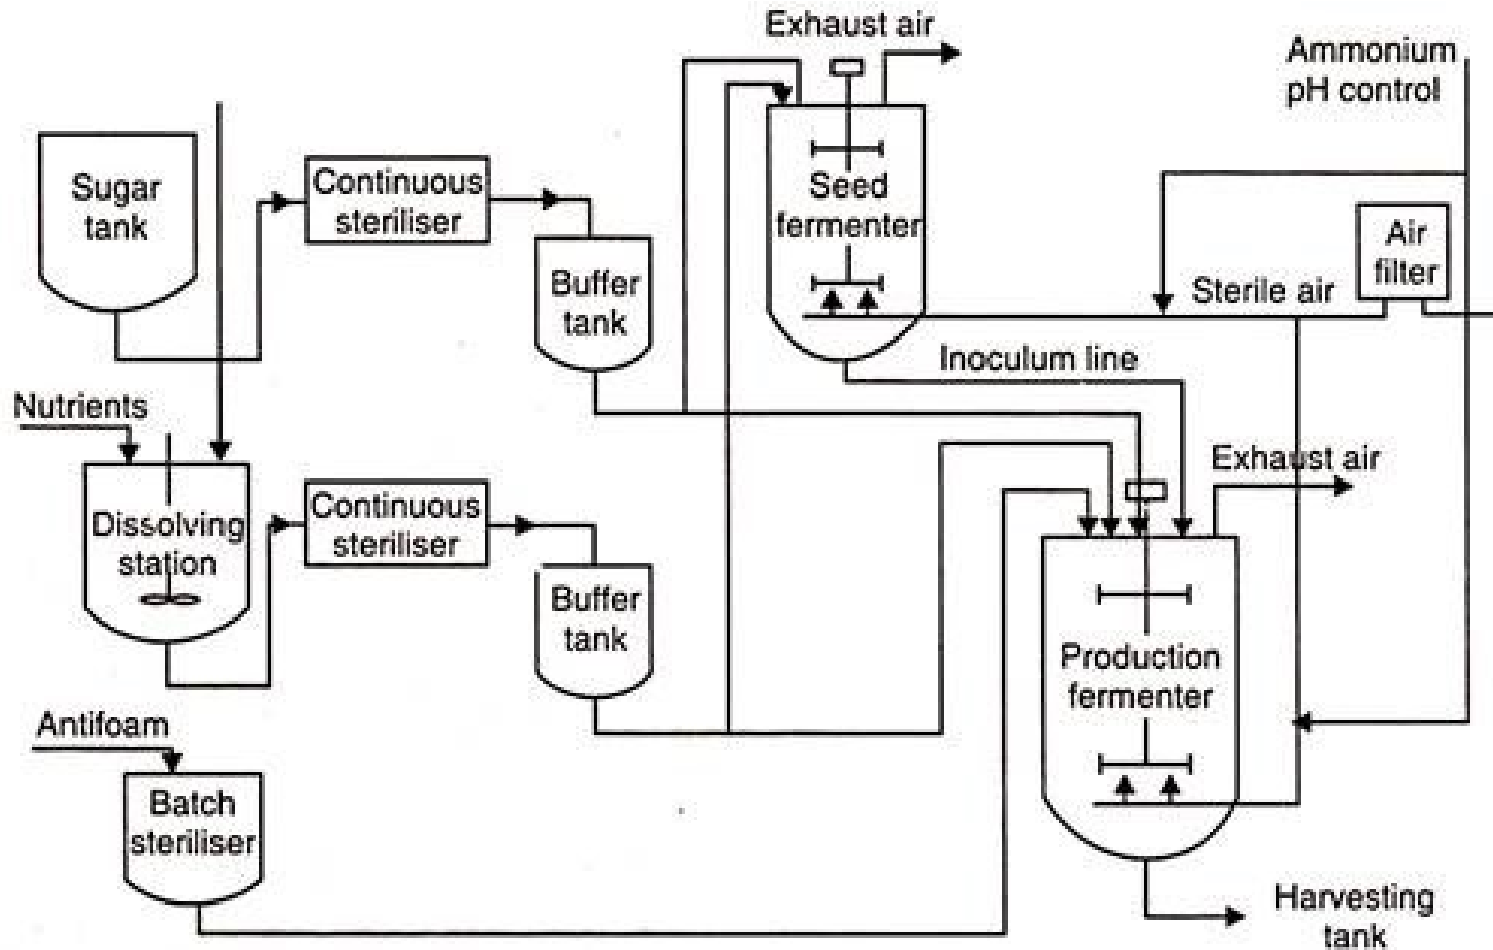 Exhaust air
Ammonium
pH control
Sugar
tank
Continuous
steriliser
Seed
fermenter
Air
filter
Buffer
tank
Sterile air
Inoculum line
Nutrients
Exhaust air
Dissolving
station
Continuous
steriliser
Buffer
tank
Production
fermenter
Antifoam
Batch
steriliser
Harvesting
tank